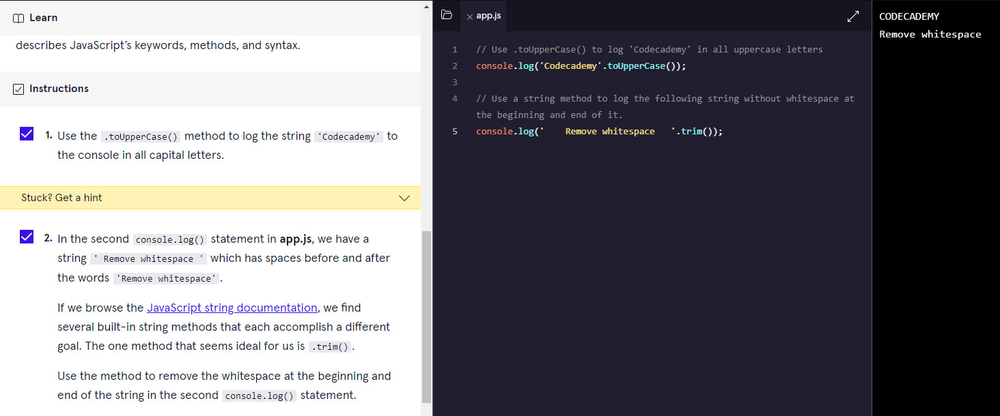 Learn
describes JavaScript’s keywords, methods, and syntax.
Instructions
1. Use the .toUpperCase() method to log the string 'Codecademy' to
the console in all capital letters.
Stuck? Get a hint
2. In the second console.log() statement in app.js, we have a
string ' Remove whitespace ' which has spaces before and after
the words 'Remove whitespace'.
If we browse the JavaScript string documentation, we find
several built-in string methods that each accomplish a different
goal. The one method that seems ideal for us is .trim().
Use the method to remove the whitespace at the beginning and
end of the string in the second console.log() statement.
× app.js
1 // Use .toUpperCase() to log 'Codecademy' in all uppercase letters
2 console.log('Codecademy'.toUpperCase());
3
4 // Use a string method to log the following string without whitespace at
the beginning and end of it.
5 console.log('    Remove whitespace   '.trim());
CODECADEMY
Remove whitespace